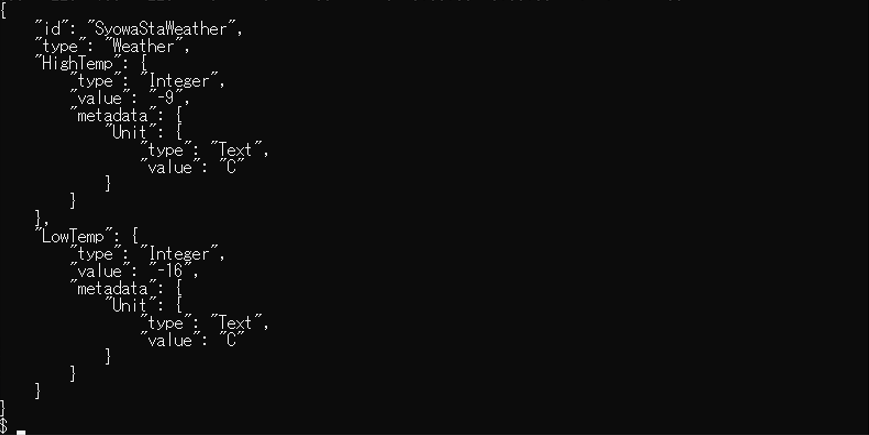 {
    "id": "SyowaStaWeather",
    "type": "Weather",
    "HighTemp": {
        "type": "Integer",
        "value": "-9",
        "metadata": {
            "Unit": {
                "type": "Text",
                "value": "C"
            }
        }
    },
    "LowTemp": {
        "type": "Integer",
        "value": "-16",
        "metadata": {
            "Unit": {
                "type": "Text",
                "value": "C"
            }
        }
    }
}
$